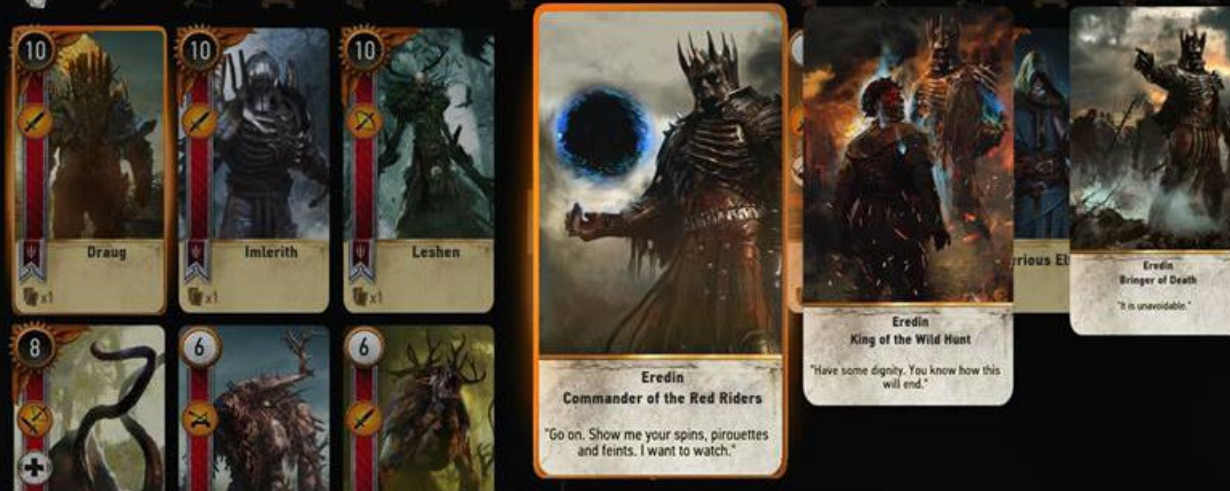 10
10
10
Draug
Imlerith
Leshen
x1
x1
x1
8
6
6
Eredin
Commander of the Red Riders
"Go on. Show me your spins, pirouettes
and feints. I want to watch."
Eredin
King of the Wild Hunt
"Have some dignity. You know how this
will end."
Eredin
Bringer of Death
"It is unavoidable."